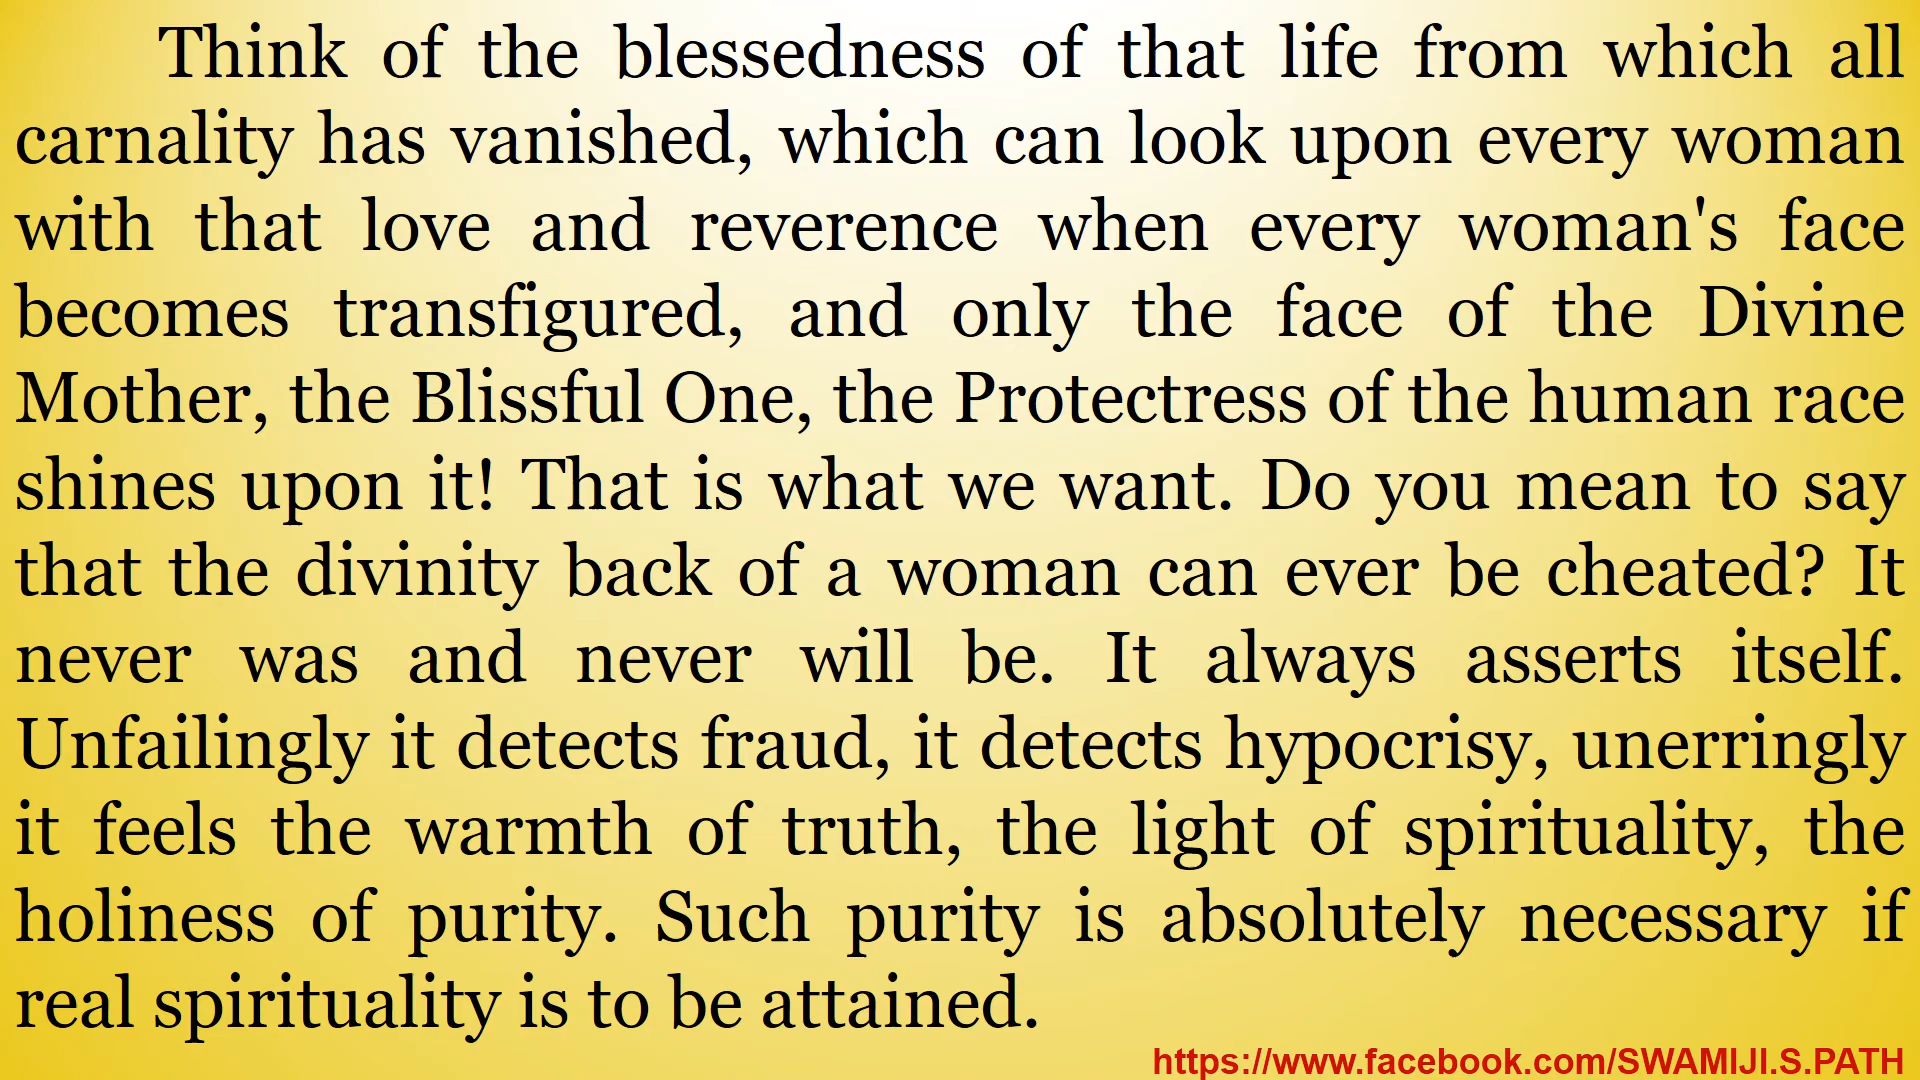 Think of the blessedness of that life from which all
carnality has vanished, which can look upon every woman
with that love and reverence when every woman's face
becomes transfigured, and only the face of the Divine
Mother, the Blissful One, the Protectress of the human race
shines upon it! That is what we want. Do you mean to say
that the divinity back of a woman can ever be cheated? It
never was and never will be. It always asserts itself.
Unfailingly it detects fraud, it detects hypocrisy, unerringly
it feels the warmth of truth, the light of spirituality, the
holiness of purity. Such purity is absolutely necessary if
real spirituality is to be attained.
https://www.facebook.com/SWAMIJI.S.PATH